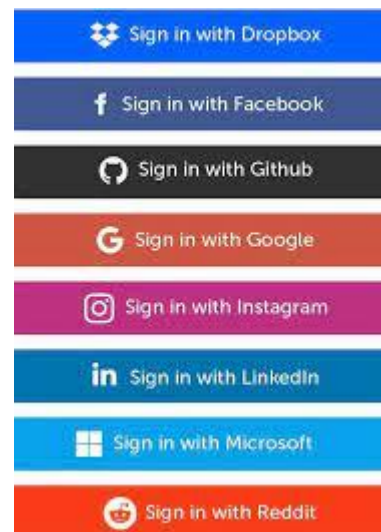 Sign in with Dropbox
f Sign in with Facebook
Sign in with Github
G Sign in with Google
Sign in with Instagram
in Sign in with LinkedIn
Sign in with Microsoft
Sign in with Reddit